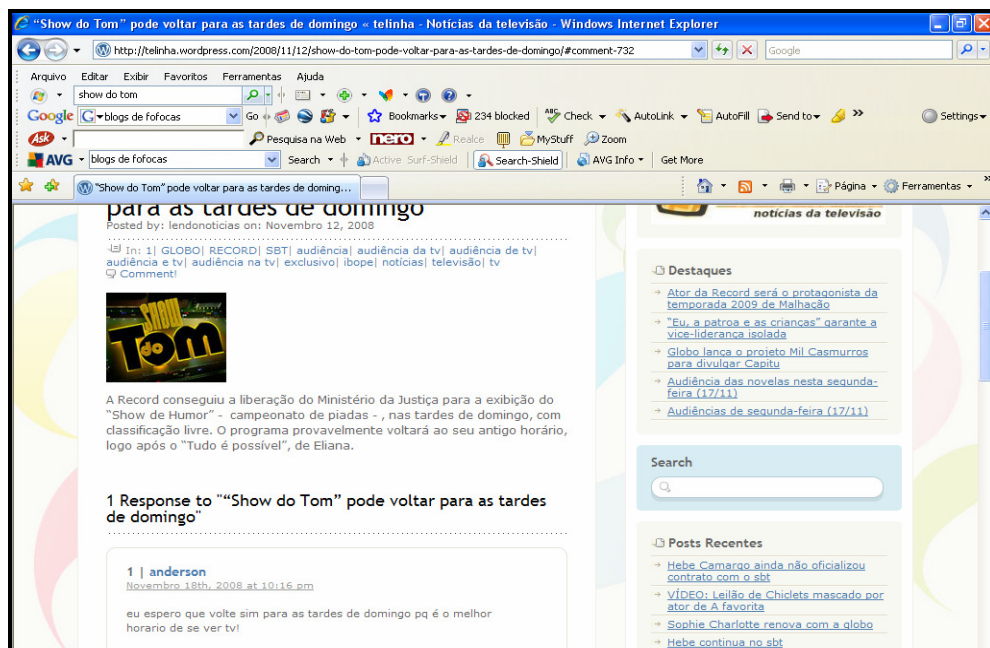 “Show do Tom” pode voltar para as tardes de domingo « telinha - Notícias da televisão - Windows Internet Explorer
http://telinha.wordpress.com/2008/11/12/show-do-tom-pode-voltar-para-as-tardes-de-domingo/#comment-732
Google
Arquivo Editar Exibir Favoritos Ferramentas Ajuda
show do tom
Google G blogs de fofocas Go Bookmarks 234 blocked ABC Check AutoLink AutoFill Send to Settings
Ask Pesquisa na Web nero Realce MyStuff Zoom
AVG blogs de fofocas Search Active Surf-Shield Search-Shield AVG Info Get More
"Show do Tom" pode voltar para as tardes de doming... Página Ferramentas
para as tardes de domingo
Posted by: lendonoticias on: Novembro 12, 2008
In: 1| GLOBO| RECORD| SBT| audiência| audiência da tv| audiência de tv|
audiência e tv| audiência na tv| exclusivo| ibope| notícias| televisão| tv
Comment!
SHOW
do
TOM
A Record conseguiu a liberação do Ministério da Justiça para a exibição do
“Show de Humor” - campeonato de piadas - , nas tardes de domingo, com
classificação livre. O programa provavelmente voltará ao seu antigo horário,
logo após o “Tudo é possível”, de Eliana.
1 Response to "“Show do Tom” pode voltar para as tardes
de domingo"
1 | anderson
Novembro 18th, 2008 at 10:16 pm
eu espero que volte sim para as tardes de domingo pq é o melhor
horario de se ver tv!
notícias da televisão
Destaques
Ator da Record será o protagonista da
temporada 2009 de Malhação
“Eu, a patroa e as crianças” garante a
vice-liderança isolada
Globo lança o projeto Mil Casmurros
para divulgar Capitu
Audiência das novelas nesta segunda-
feira (17/11)
Audiências de segunda-feira (17/11)
Search
Posts Recentes
Hebe Camargo ainda não oficializou
contrato com o sbt
VÍDEO: Leilão de Chiclets mascado por
ator de A favorita
Sophie Charlotte renova com a globo
Hebe continua no sbt